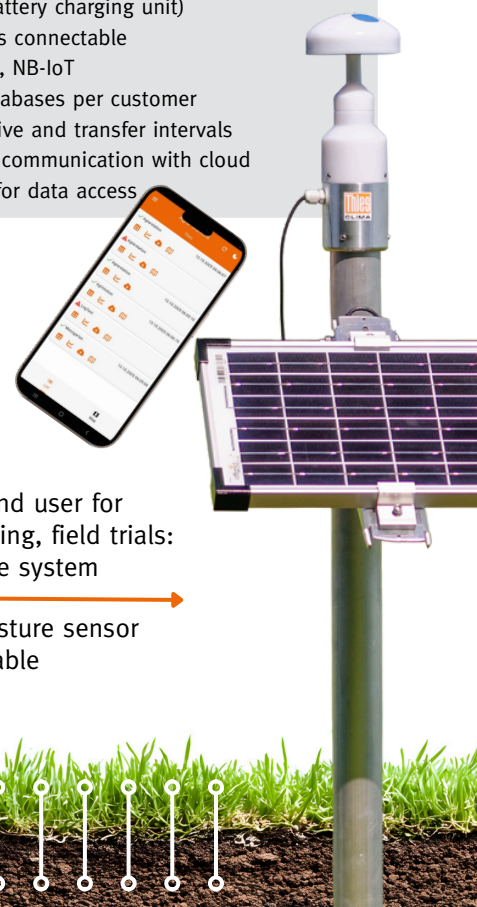 attery charging unit)
s connectable
, NB-IoT
abases per customer
ive and transfer intervals
communication with cloud
for data access
Thies
CLIMA
nd user for
ing, field trials:
e system
sture sensor
able